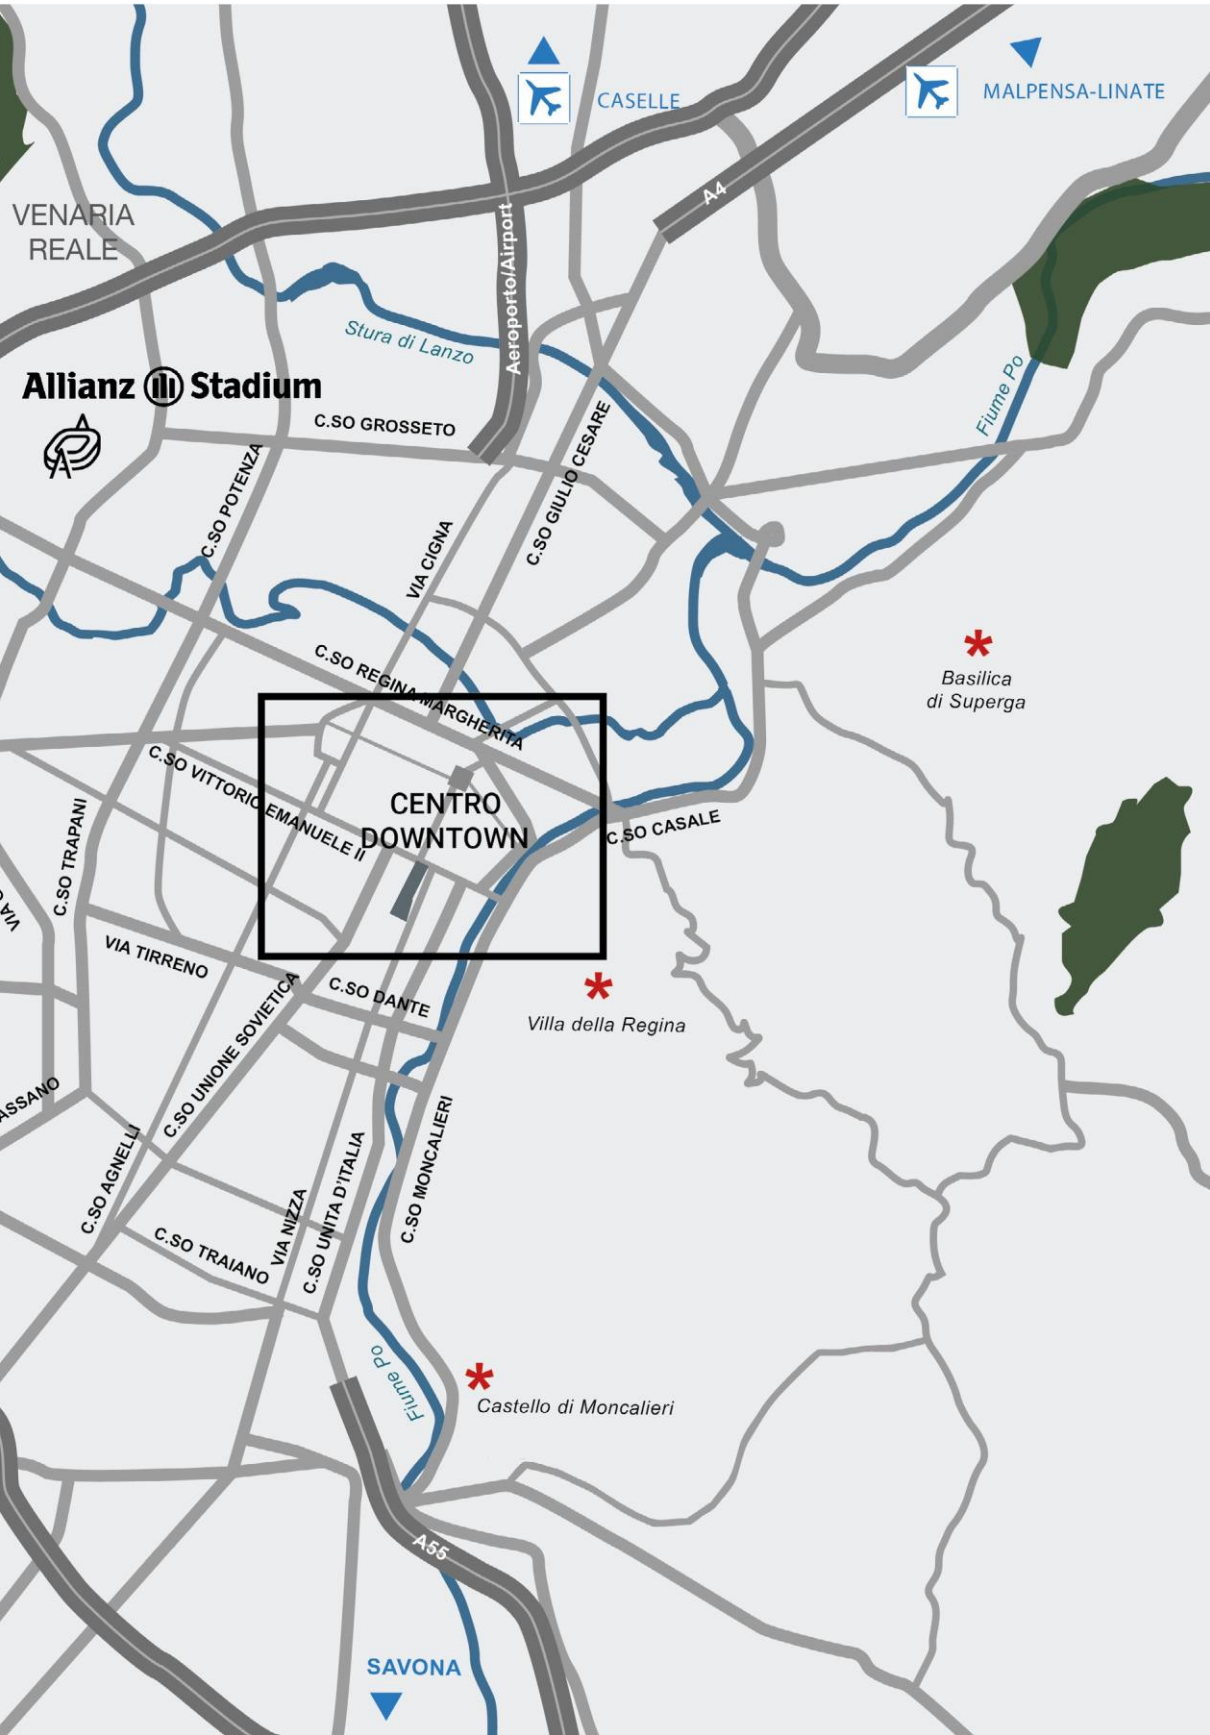 CASELLE
MALPENSA-LINATE
A4
VENARIA
REALE
Aeroporto/Airport
Stura di Lanzo
Allianz Stadium
Fiume Po
C.SO GROSSETO
C.SO POTENZA
C.SO GIULIO CESARE
VIA CIGNA
C.SO REGINA MARGHERITA
Basilica
di Superga
C.SO VITTORIO EMANUELE II
CENTRO
DOWNTOWN
C.SO CASALE
C.SO TRAPANI
VIA TIRRENO
C.SO DANTE
Villa della Regina
C.SO UNIONE SOVIETICA
C.SO AGNELLI
C.SO MONCALIERI
VIA NIZZA
C.SO UNITA D'ITALIA
C.SO TRAIANO
Fiume Po
Castello di Moncalieri
A55
SAVONA